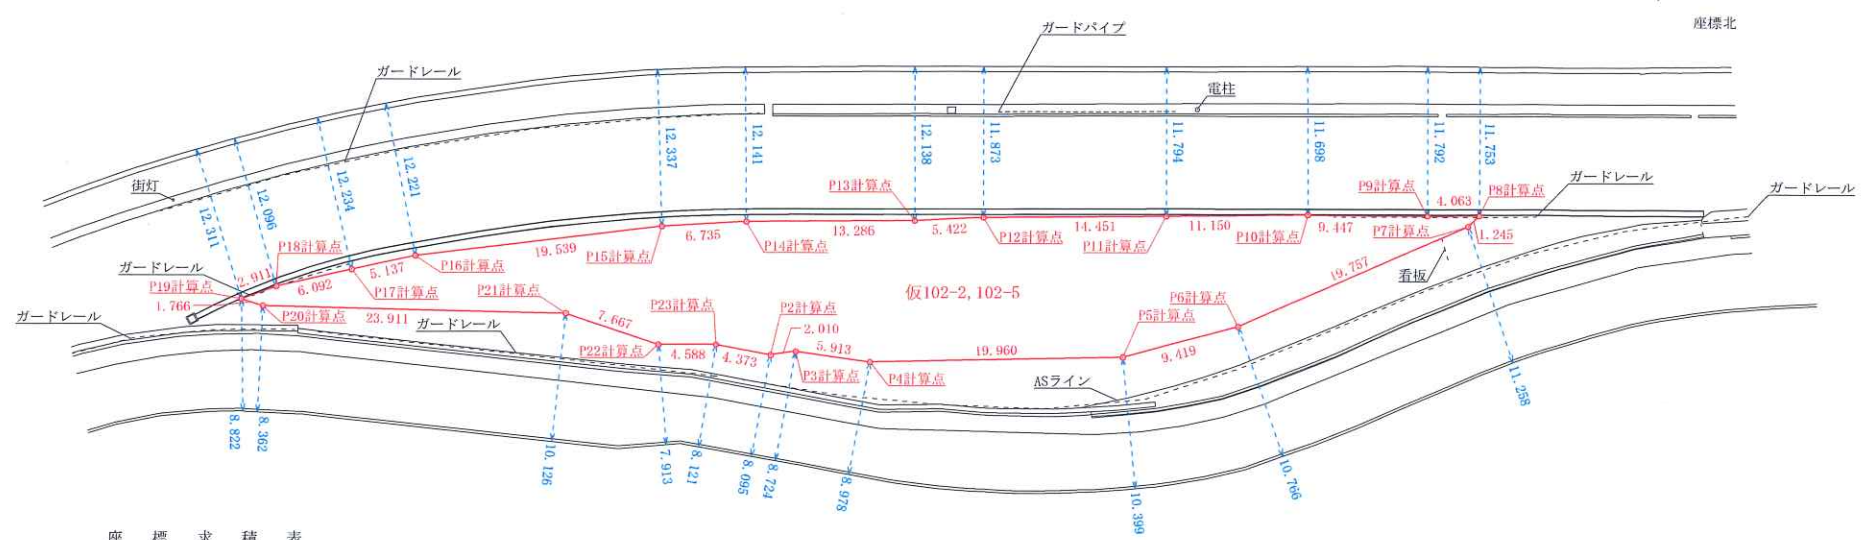 座標北
ガードパイプ
ガードレール
電柱
12.337
12.141
12.138
11.873
11.794
11.698
11.792
11.753
12.221
12.234
12.096
12.311
街灯
P13計算点
P9計算点
4.063
P8計算点
ガードレール
ガードレール
P18計算点
19.539
6.735
13.286
5.422
14.451
11.150
9.447
P15計算点
P14計算点
P12計算点
P11計算点
P10計算点
P7計算点
1.245
ガードレール
2.911
6.092
5.137
P16計算点
P17計算点
P19計算点
1.766
P20計算点
23.911
P21計算点
P23計算点
P2計算点
仮102-2,102-5
19.757
看板
P6計算点
ガードレール
ガードレール
7.667
2.010
P5計算点
P22計算点
4.588
4.373
5.913
19.960
9.419
P3計算点
P4計算点
ASライン
11.258
8.822
8.362
10.126
7.913
8.121
8.095
8.724
8.978
10.399
10.766
座標求積表